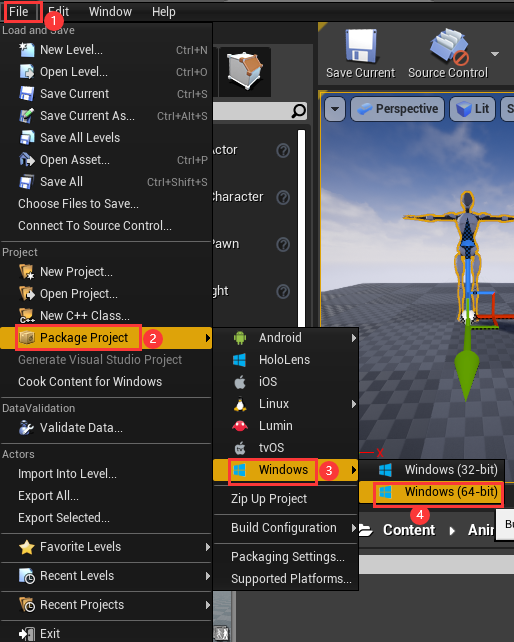 File Edit Window Help
1
Load and Save
New Level... Ctrl+N
Open Level... Ctrl+O
Save Current Ctrl+S
Save Current As... Ctrl+Alt+S
Save All Levels
Open Asset... Ctrl+P
Save All Ctrl+Shift+S
Choose Files to Save...
Connect To Source Control...
Project
New Project...
Open Project...
New C++ Class...
Package Project 2
Generate Visual Studio Project
Cook Content for Windows
DataValidation
Validate Data...
Actors
Import Into Level...
Export All...
Export Selected...
Favorite Levels
Recent Levels
Recent Projects
Exit
Android
HoloLens
iOS
Linux
Lumin
tvOS
Windows 3
Zip Up Project
Build Configuration
Packaging Settings...
Supported Platforms...
Windows (32-bit)
Windows (64-bit)
4
Save Current Source Control
Perspective Lit S
Actor
Character
Pawn
ght
X
Content Anin
Bu